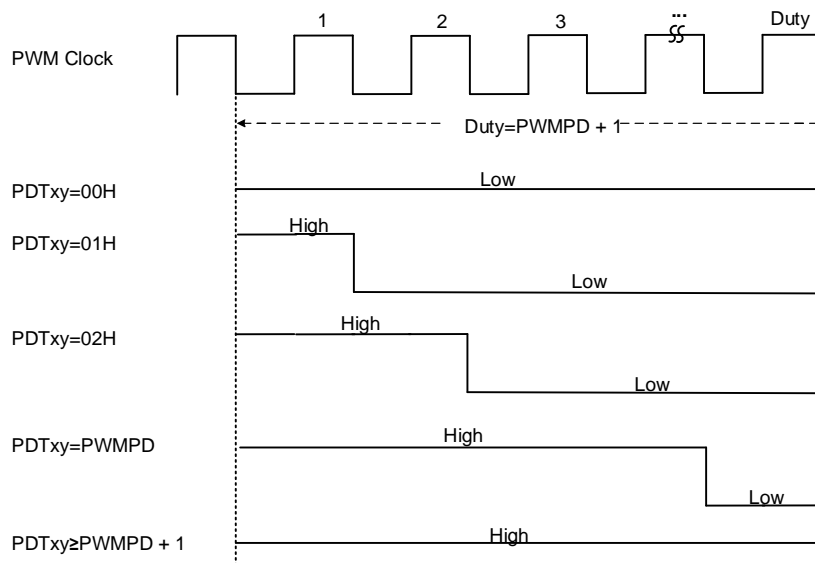 1 2 3 ... Duty
PWM Clock
Duty=PWMPD + 1
PDTxy=00H Low
PDTxy=01H High Low
PDTxy=02H High Low
PDTxy=PWMPD High Low
PDTxy≥PWMPD + 1 High